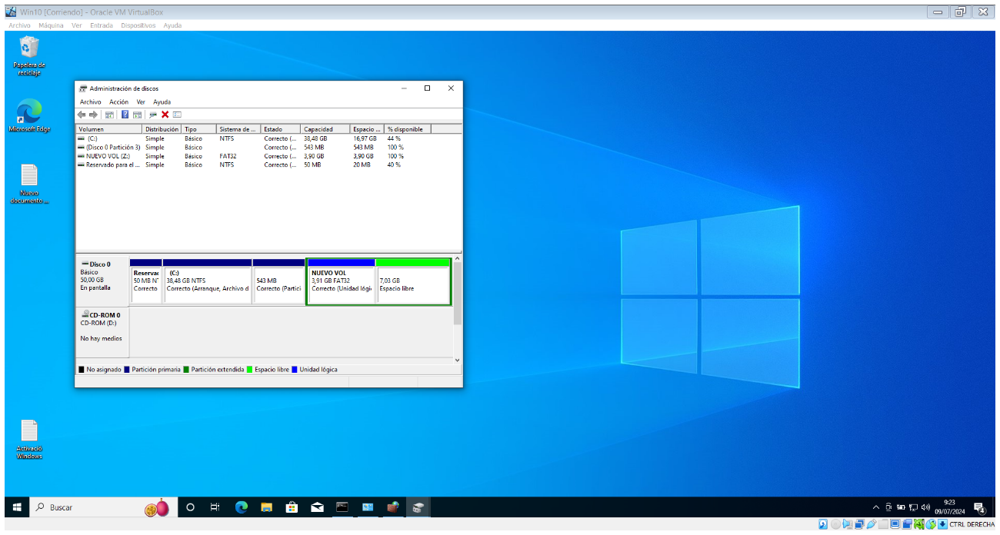 Win10 [Corriendo] - Oracle VM VirtualBox
Archivo Máquina Ver Entrada Dispositivos Ayuda
Papelera de
reciclaje
Microsoft Edge
Nuevo
documento ...
Activació
Windows
Administración de discos
Archivo Acción Ver Ayuda
Volumen Distribución Tipo Sistema de ... Estado Capacidad Espacio ... % disponible
(C:) Simple Básico NTFS Correcto (... 38,48 GB 16,97 GB 44 %
(Disco 0 Partición 3) Simple Básico Correcto (... 543 MB 543 MB 100 %
NUEVO VOL (Z:) Simple Básico FAT32 Correcto (... 3,90 GB 3,90 GB 100 %
Reservado para el ... Simple Básico NTFS Correcto (... 50 MB 20 MB 40 %
Disco 0
Básico
50,00 GB
En pantalla
Reservac
50 MB N
Correcto
(C:)
38,48 GB NTFS
Correcto (Arranque, Archivo d
543 MB
Correcto (Partici
NUEVO VOL
3,91 GB FAT32
Correcto (Unidad lógi
7,03 GB
Espacio libre
CD-ROM 0
CD-ROM (D:)
No hay medios
No asignado Partición primaria Partición extendida Espacio libre Unidad lógica
Buscar
9:23
09/07/2024
4
CTRL DERECHA